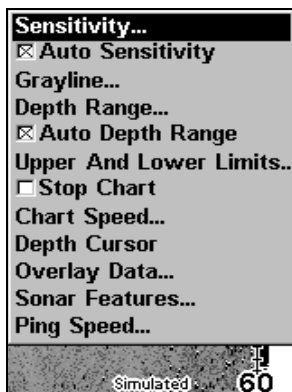 Sensitivity...
Auto Sensitivity
Grayline...
Depth Range...
Auto Depth Range
Upper And Lower Limits..
Stop Chart
Chart Speed...
Depth Cursor
Overlay Data...
Sonar Features...
Ping Speed...
Simulated 60